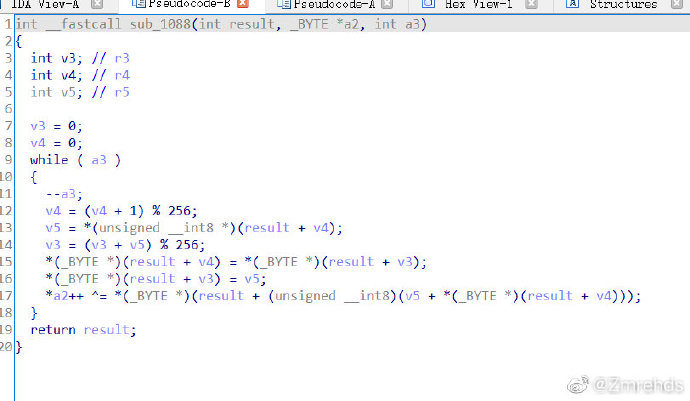 IDA View-A Pseudocode-B Pseudocode-A Hex View-1 Structures
1 int __fastcall sub_1088(int result, _BYTE *a2, int a3)
2 {
3 int v3; // r3
4 int v4; // r4
5 int v5; // r5
6
7 v3 = 0;
8 v4 = 0;
9 while ( a3 )
10 {
11 --a3;
12 v4 = (v4 + 1) % 256;
13 v5 = *(unsigned __int8 *)(result + v4);
14 v3 = (v3 + v5) % 256;
15 *(_BYTE *)(result + v4) = *(_BYTE *)(result + v3);
16 *(_BYTE *)(result + v3) = v5;
17 *a2++ ^= *(_BYTE *)(result + (unsigned __int8)(v5 + *(_BYTE *)(result + v4)));
18 }
19 return result;
20 }
@Zmrehds